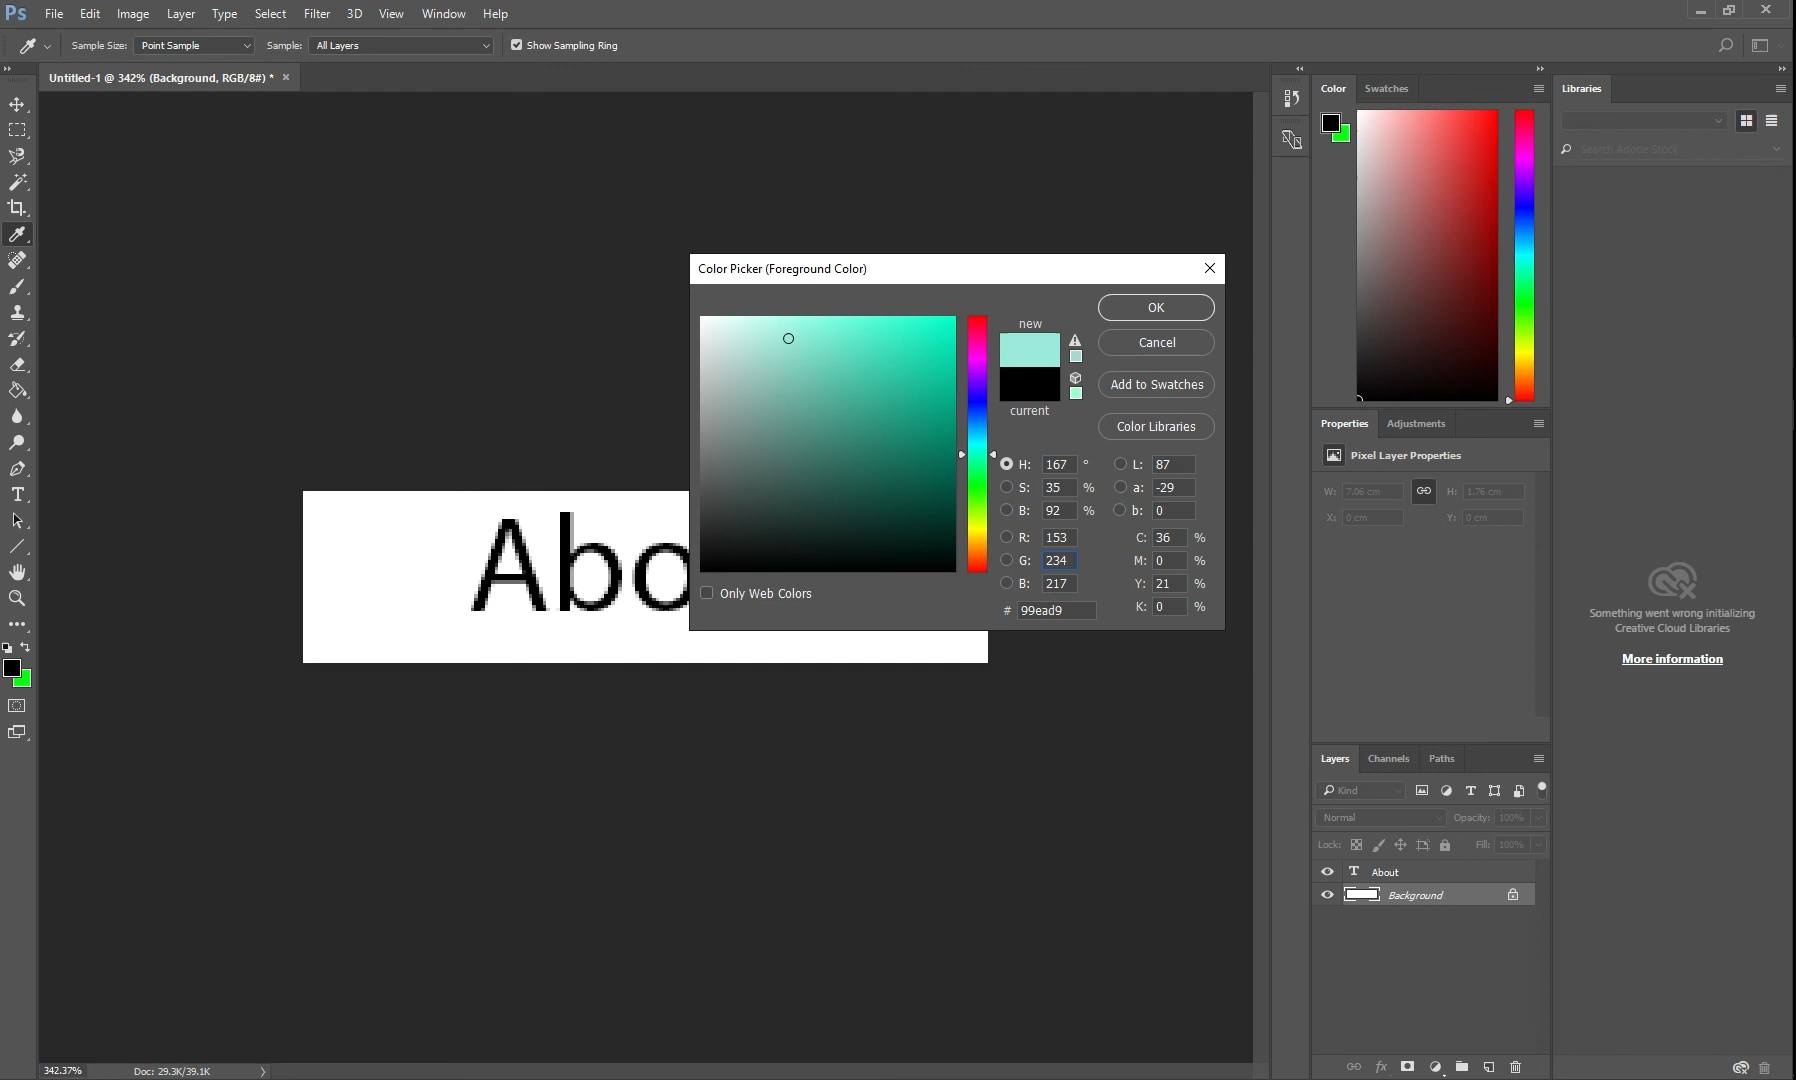 Ps File Edit Image Layer Type Select Filter 3D View Window Help
Sample Size: Point Sample Sample: All Layers Show Sampling Ring
Untitled-1 @ 342% (Background, RGB/8#) * ×
Color Swatches
Libraries
Search Adobe Stock
Color Picker (Foreground Color)
OK
new
Cancel
Add to Swatches
current
Color Libraries
H: 167 ° L: 87
S: 35 % a: -29
B: 92 % b: 0
R: 153 C: 36 %
G: 234 M: 0 %
B: 217 Y: 21 %
# 99ead9 K: 0 %
Only Web Colors
Abo
Properties Adjustments
Pixel Layer Properties
W: 7.06 cm H: 1.76 cm
X: 0 cm Y: 0 cm
Something went wrong initializing
Creative Cloud Libraries
More information
Layers Channels Paths
Kind
Normal Opacity: 100%
Lock: Fill: 100%
T About
Background
fx
342.37% Doc: 29.3K/39.1K